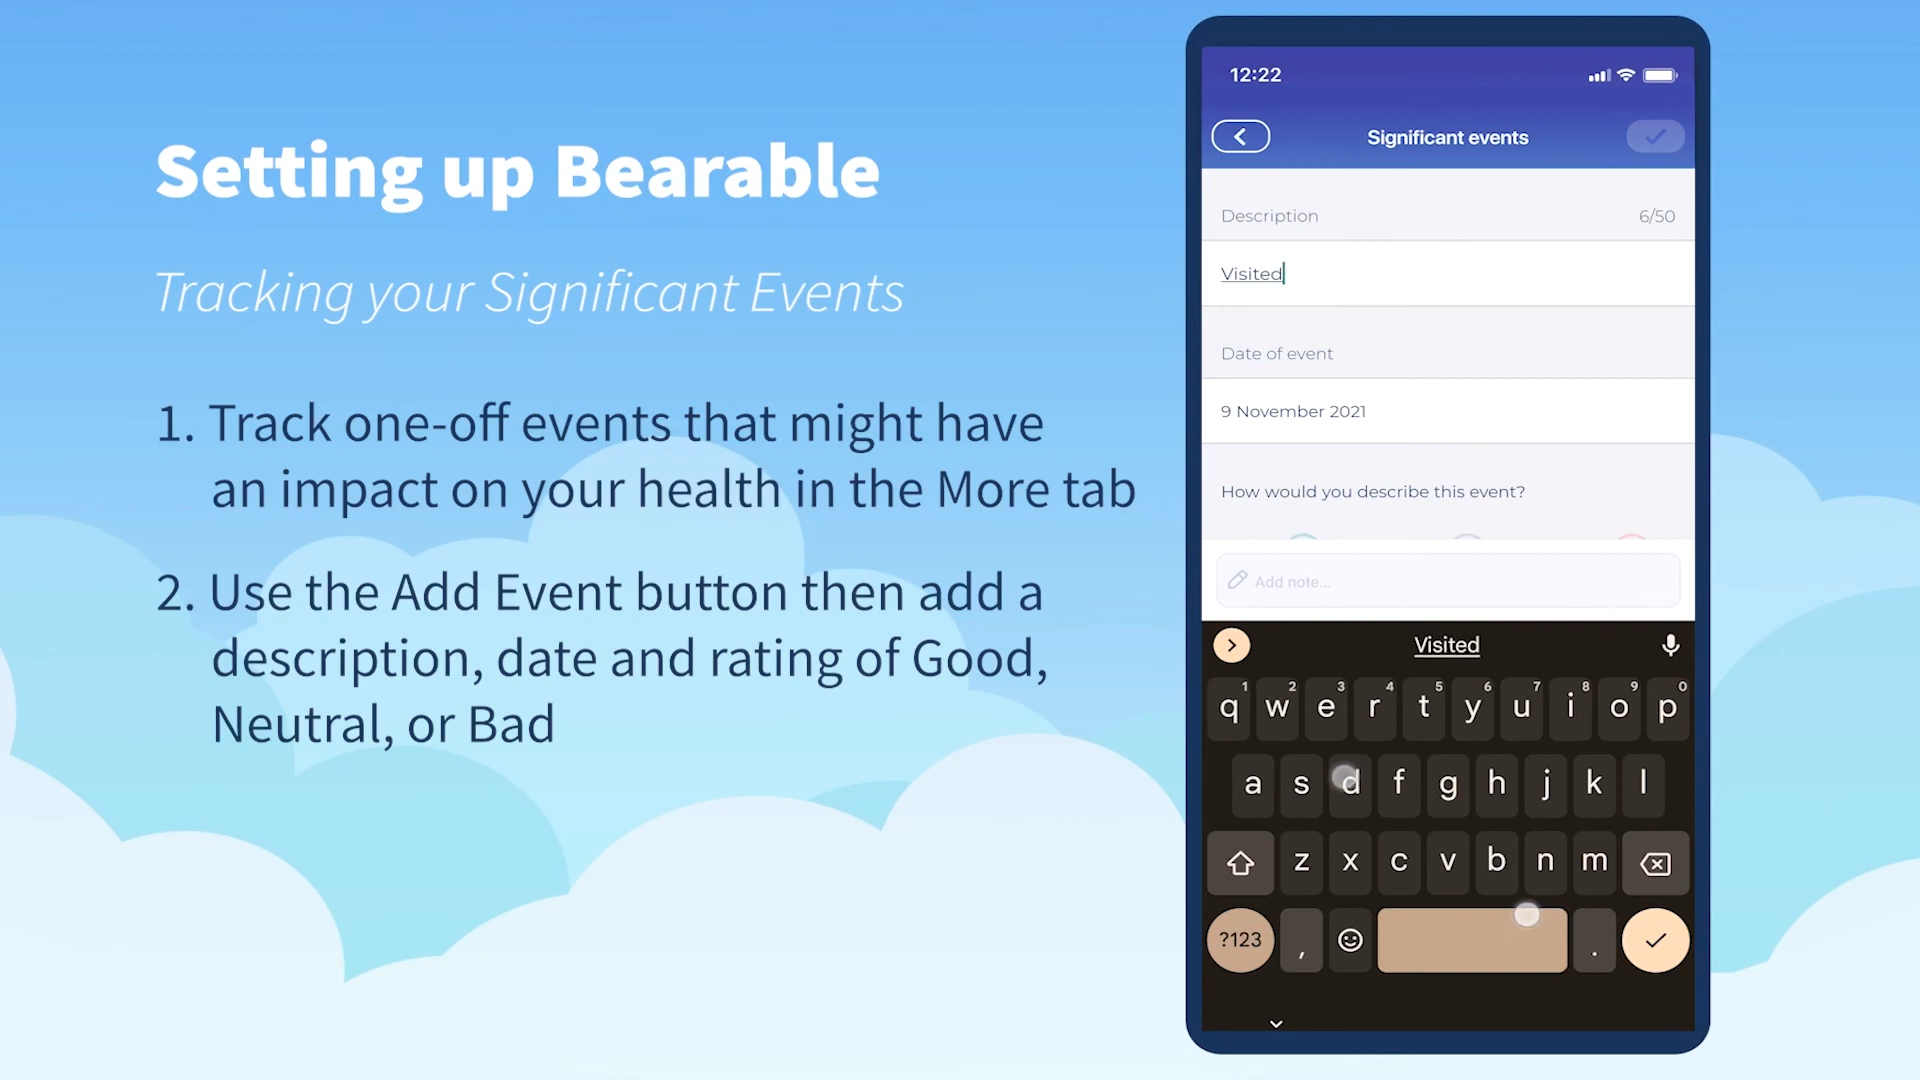 Setting up Bearable
Tracking your Significant Events
1. Track one-off events that might have
an impact on your health in the More tab
2. Use the Add Event button then add a
description, date and rating of Good,
Neutral, or Bad
12:22
Significant events
Description 6/50
Visited
Date of event
9 November 2021
How would you describe this event?
Add note...
Visited
1 2 3 4 5 6 7 8 9 0
q w e r t y u i o p
a s d f g h j k l
z x c v b n m
?123 , .